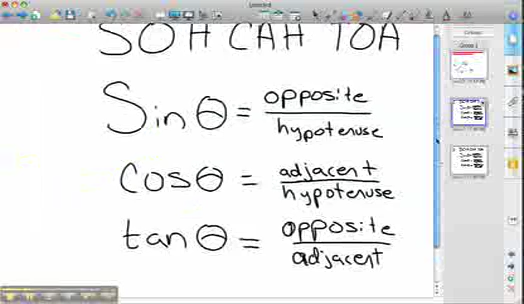 SOH CAH TOA
Sin θ = opposite / hypotenuse
cos θ = adjacent / hypotenuse
tan θ = opposite / adjacent